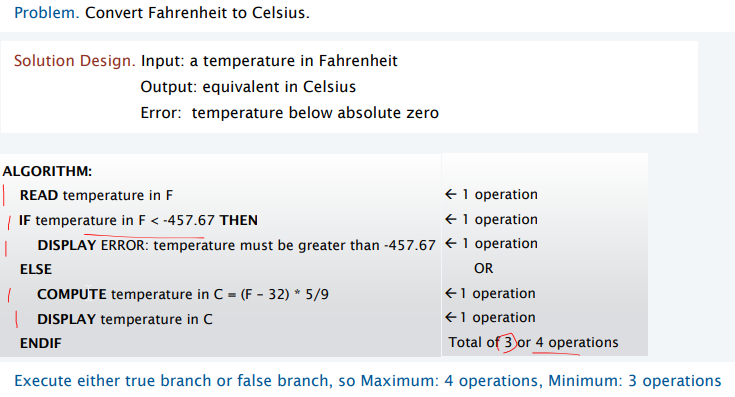 Problem. Convert Fahrenheit to Celsius.
Solution Design. Input: a temperature in Fahrenheit
Output: equivalent in Celsius
Error: temperature below absolute zero
ALGORITHM:
READ temperature in F ← 1 operation
IF temperature in F < -457.67 THEN ← 1 operation
DISPLAY ERROR: temperature must be greater than -457.67 ← 1 operation
ELSE OR
COMPUTE temperature in C = (F – 32) * 5/9 ← 1 operation
DISPLAY temperature in C ← 1 operation
ENDIF Total of 3 or 4 operations
Execute either true branch or false branch, so Maximum: 4 operations, Minimum: 3 operations